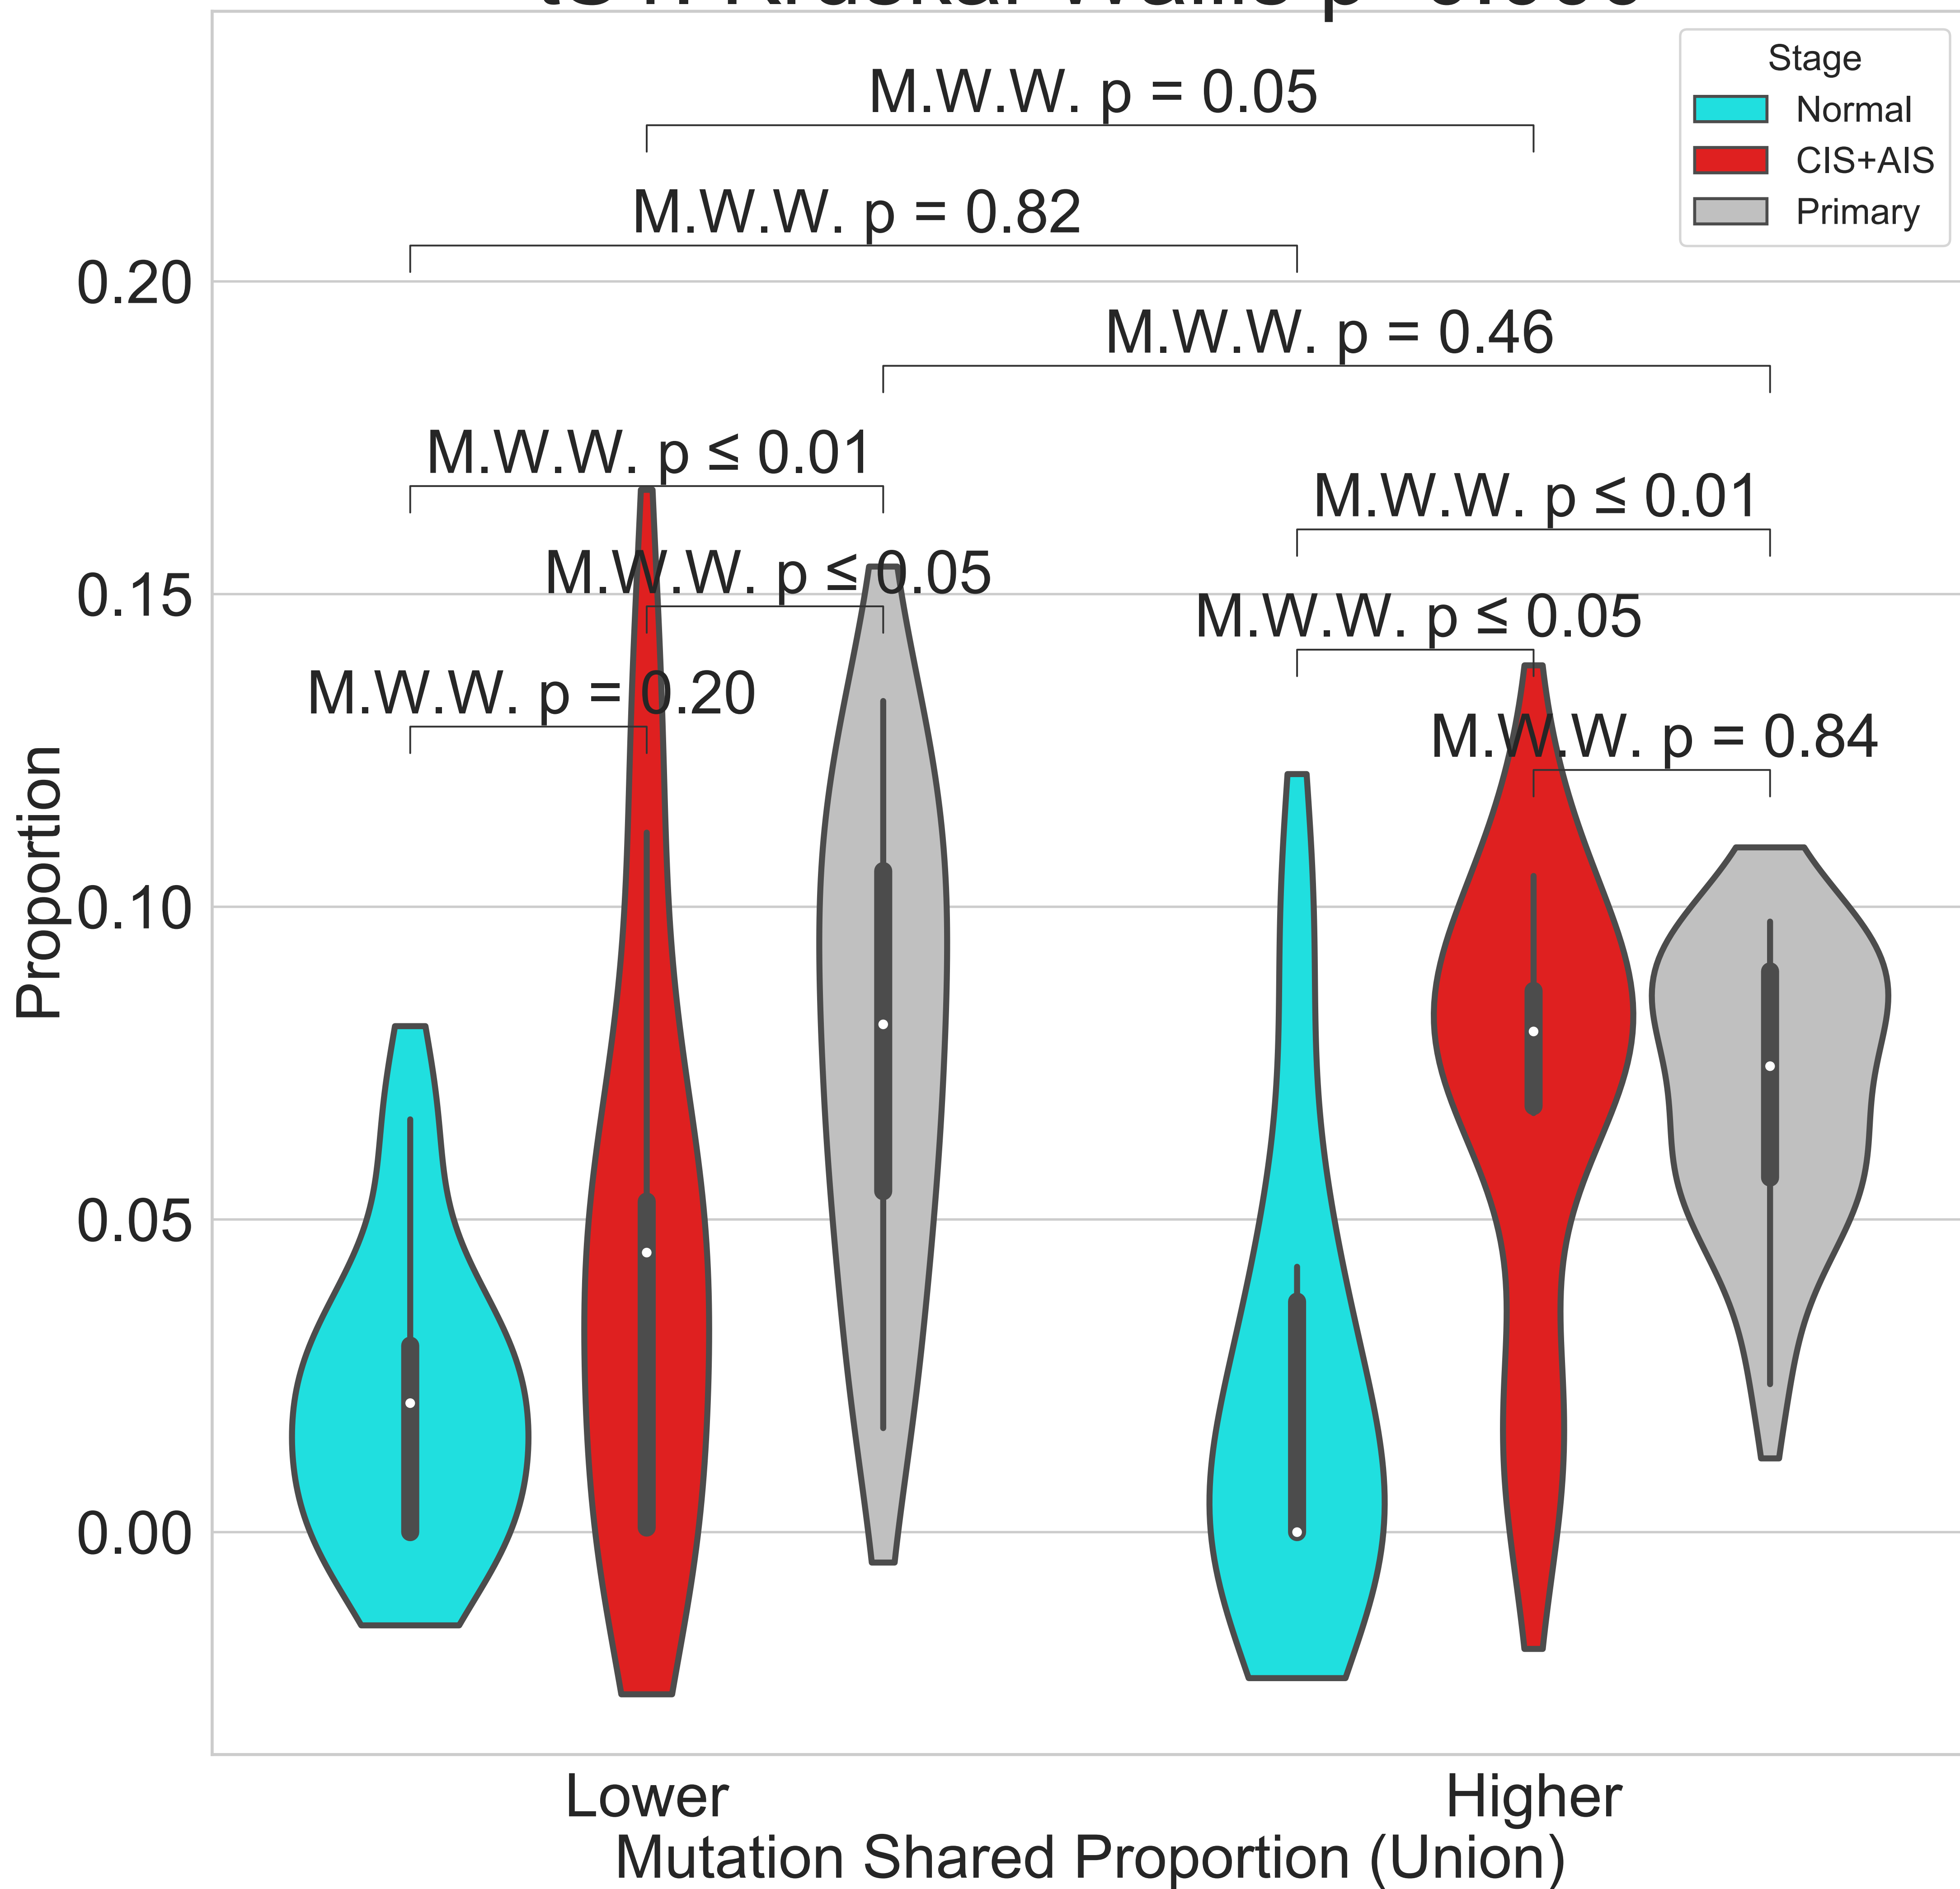 Stage
Normal
CIS+AIS
Primary
M.W.W. p = 0.05
M.W.W. p = 0.82
M.W.W. p = 0.46
M.W.W. p ≤ 0.01
M.W.W. p ≤ 0.01
M.W.W. p ≤ 0.05
M.W.W. p ≤ 0.05
M.W.W. p = 0.20
M.W.W. p = 0.84
0.20
0.15
0.10
0.05
0.00
Proportion
Lower
Higher
Mutation Shared Proportion (Union)